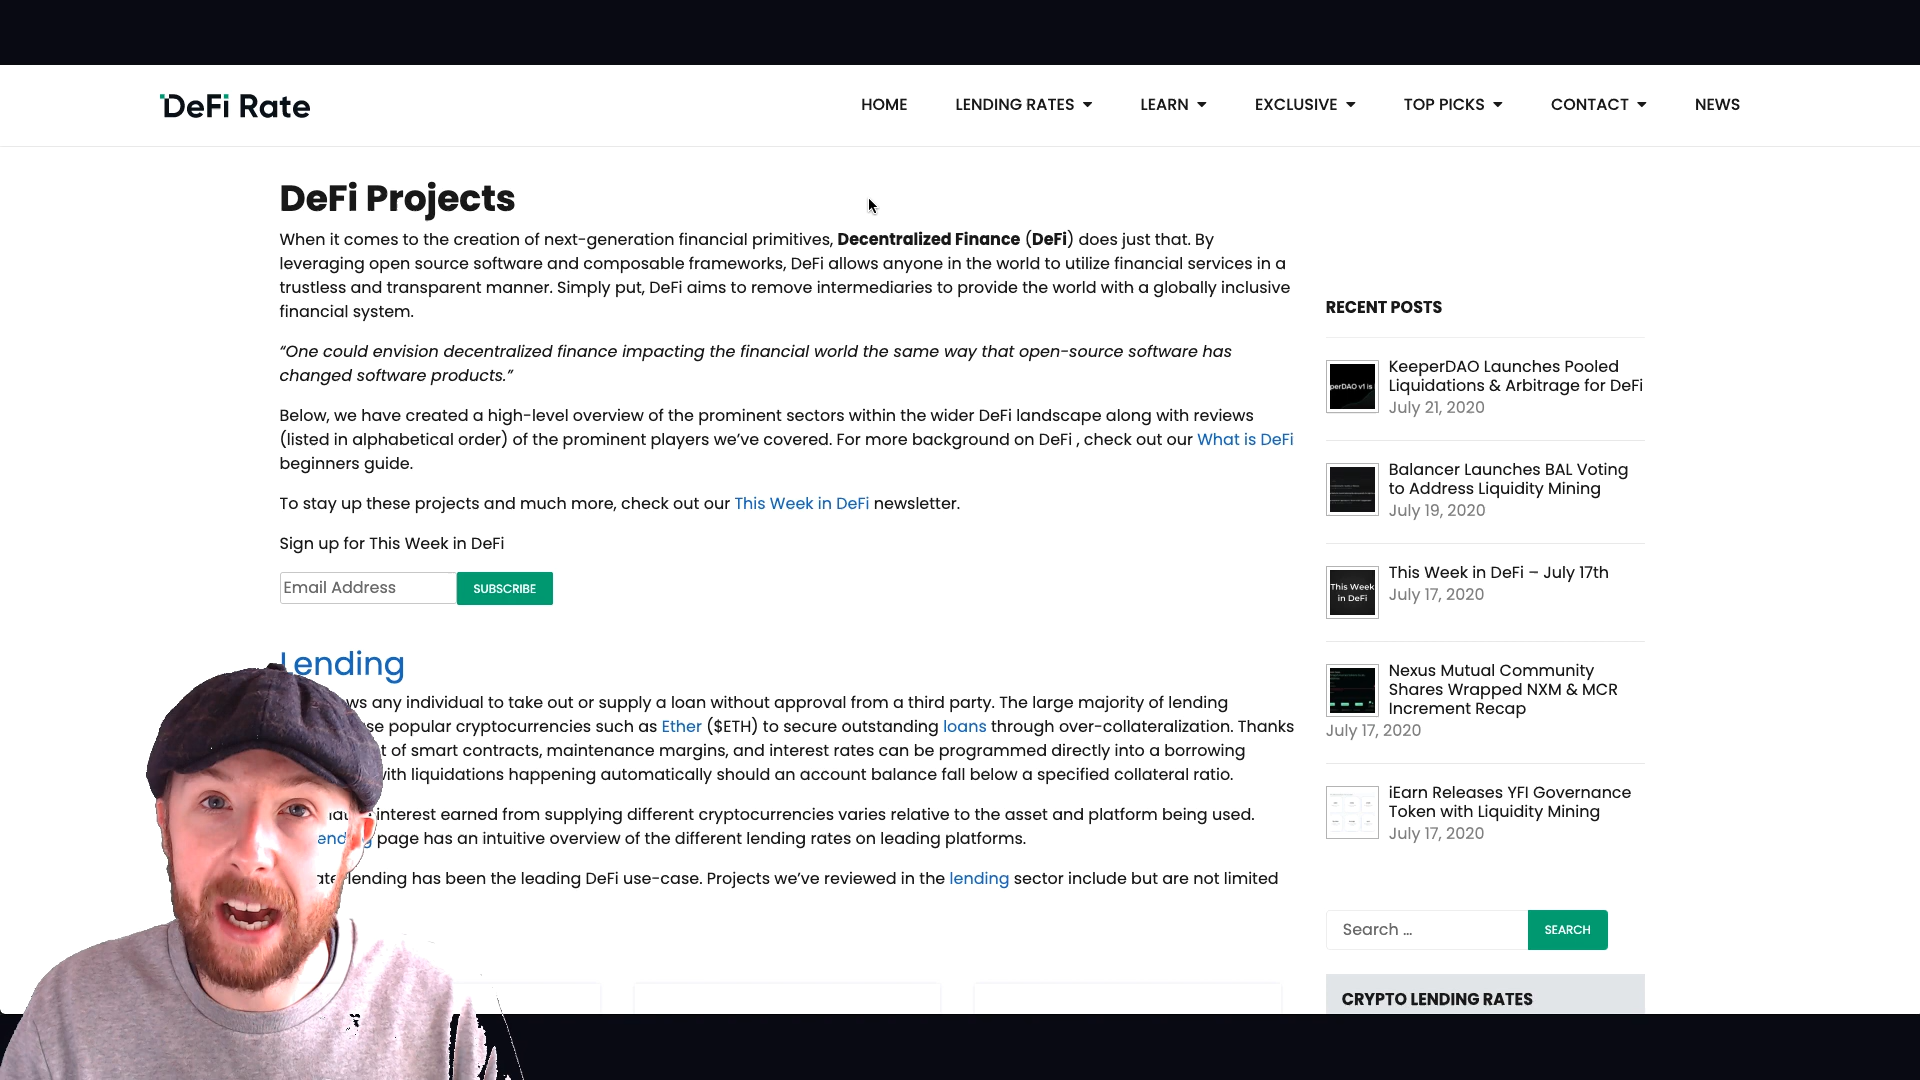 DeFi Rate
HOME
LENDING RATES
LEARN
EXCLUSIVE
TOP PICKS
CONTACT
NEWS
DeFi Projects
When it comes to the creation of next-generation financial primitives, Decentralized Finance (DeFi) does just that. By
leveraging open source software and composable frameworks, DeFi allows anyone in the world to utilize financial services in a
trustless and transparent manner. Simply put, DeFi aims to remove intermediaries to provide the world with a globally inclusive
financial system.
“One could envision decentralized finance impacting the financial world the same way that open-source software has
changed software products.”
Below, we have created a high-level overview of the prominent sectors within the wider DeFi landscape along with reviews
(listed in alphabetical order) of the prominent players we’ve covered. For more background on DeFi , check out our What is DeFi
beginners guide.
To stay up these projects and much more, check out our This Week in DeFi newsletter.
Sign up for This Week in DeFi
Email Address
SUBSCRIBE
Lending
any individual to take out or supply a loan without approval from a third party. The large majority of lending
popular cryptocurrencies such as Ether ($ETH) to secure outstanding loans through over-collateralization. Thanks
of smart contracts, maintenance margins, and interest rates can be programmed directly into a borrowing
with liquidations happening automatically should an account balance fall below a specified collateral ratio.
interest earned from supplying different cryptocurrencies varies relative to the asset and platform being used.
page has an intuitive overview of the different lending rates on leading platforms.
lending has been the leading DeFi use-case. Projects we’ve reviewed in the lending sector include but are not limited
RECENT POSTS
KeeperDAO Launches Pooled
Liquidations & Arbitrage for DeFi
July 21, 2020
Balancer Launches BAL Voting
to Address Liquidity Mining
July 19, 2020
This Week
in DeFi
This Week in DeFi – July 17th
July 17, 2020
Nexus Mutual Community
Shares Wrapped NXM & MCR
Increment Recap
July 17, 2020
iEarn Releases YFI Governance
Token with Liquidity Mining
July 17, 2020
Search ...
SEARCH
CRYPTO LENDING RATES